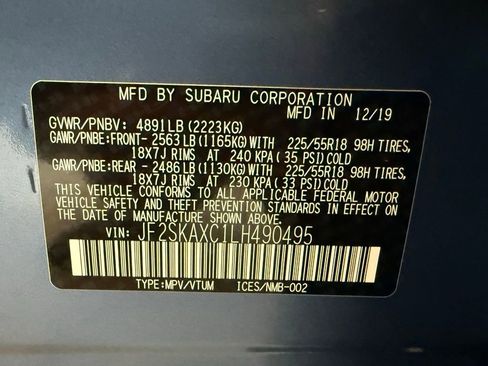 MFD BY SUBARU CORPORATION
MFD IN 12/19
GVWR/PNBV: 4891LB (2223KG)
GAWR/PNBE:FRONT- 2563LB (1165KG)WITH 225/55R18 98H TIRES,
18X7J RIMS AT 240 KPA( 35 PSI)COLD
GAWR/PNBE:REAR - 2486LB (1130KG)WITH 225/55R18 98H TIRES,
18X7J RIMS AT 230 KPA( 33 PSI)COLD
THIS VEHICLE CONFORMS TO ALL APPLICABLE FEDERAL MOTOR
VEHICLE SAFETY AND THEFT PREVENTION STANDARDS
IN EFFECT ON THE DATE OF MANUFACTURE SHOWN ABOVE.
VIN: JF2SKAXC1LH490495
TYPE:MPV/VTUM ICES/NMB-002